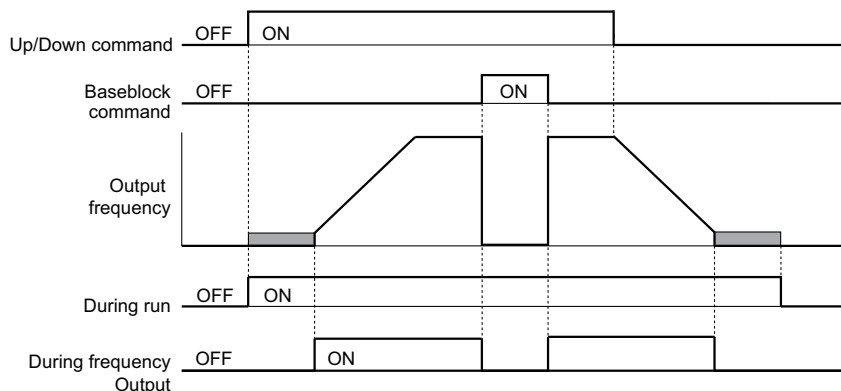 Up/Down command
OFF
ON
Baseblock
command
OFF
ON
Output
frequency
During run
OFF
ON
During frequency
Output
OFF
ON